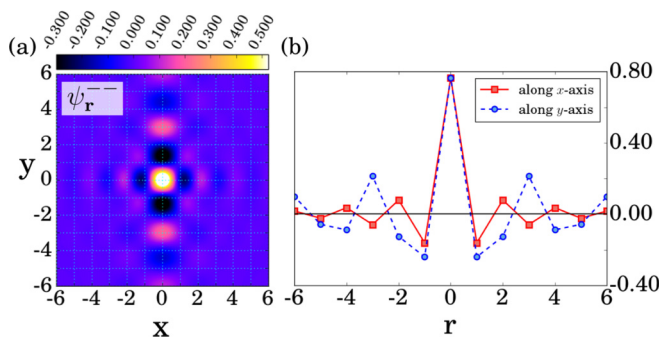 -0.300 -0.100 0.000 0.100 0.200 0.300 0.400 0.500
(a)
ψ_r^{--}
6
4
2
0
-2
-4
-6
y
-6 -4 -2 0 2 4 6
x
(b)
along x-axis
along y-axis
0.80
0.40
0.00
-0.40
-6 -4 -2 0 2 4 6
r